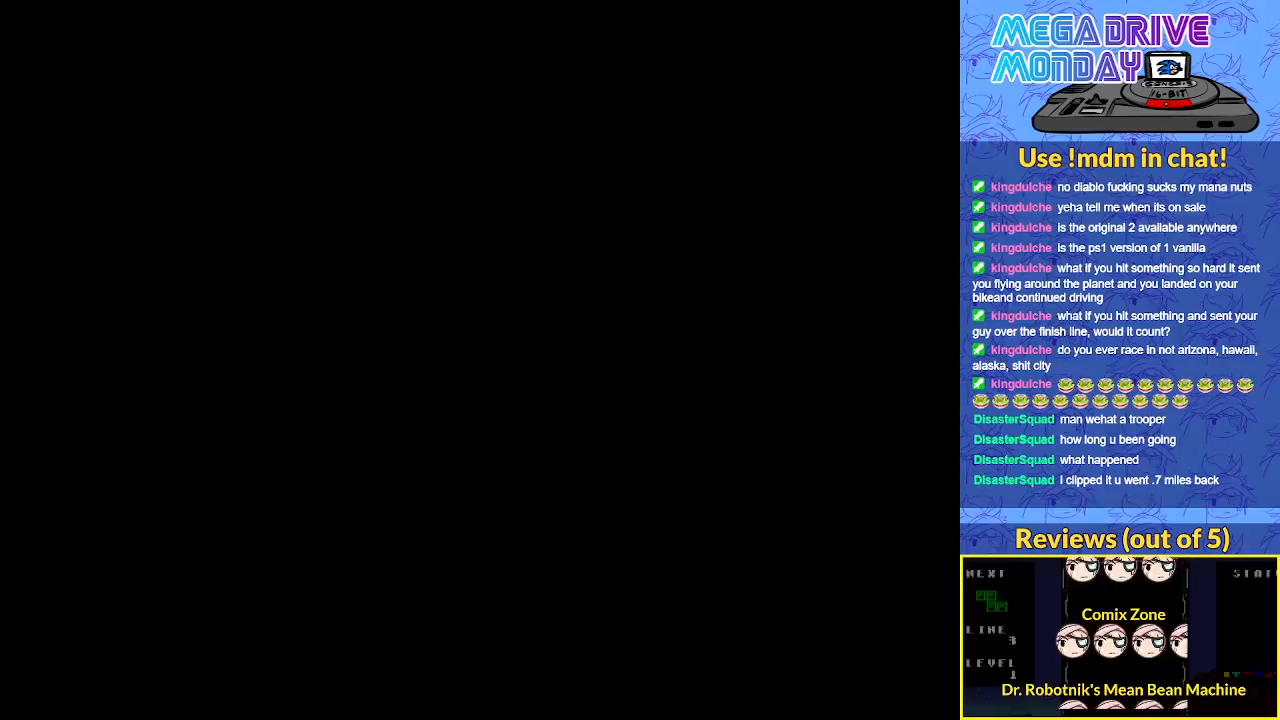 MEGA DRIVE
MONDAY
GENESIS
16-BIT
Use !mdm in chat!
kingdulche no diablo fucking sucks my mana nuts
kingdulche yeha tell me when its on sale
kingdulche is the original 2 available anywhere
kingdulche is the ps1 version of 1 vanilla
kingdulche what if you hit something so hard it sent
you flying around the planet and you landed on your
bikeand continued driving
kingdulche what if you hit something and sent your
guy over the finish line, would it count?
kingdulche do you ever race in not arizona, hawaii,
alaska, shit city
kingdulche
DisasterSquad man wehat a trooper
DisasterSquad how long u been going
DisasterSquad what happened
DisasterSquad i clipped it u went .7 miles back
Reviews (out of 5)
NEXT
STAT
Comix Zone
LINE
3
LEVEL
1
Dr. Robotnik's Mean Bean Machine